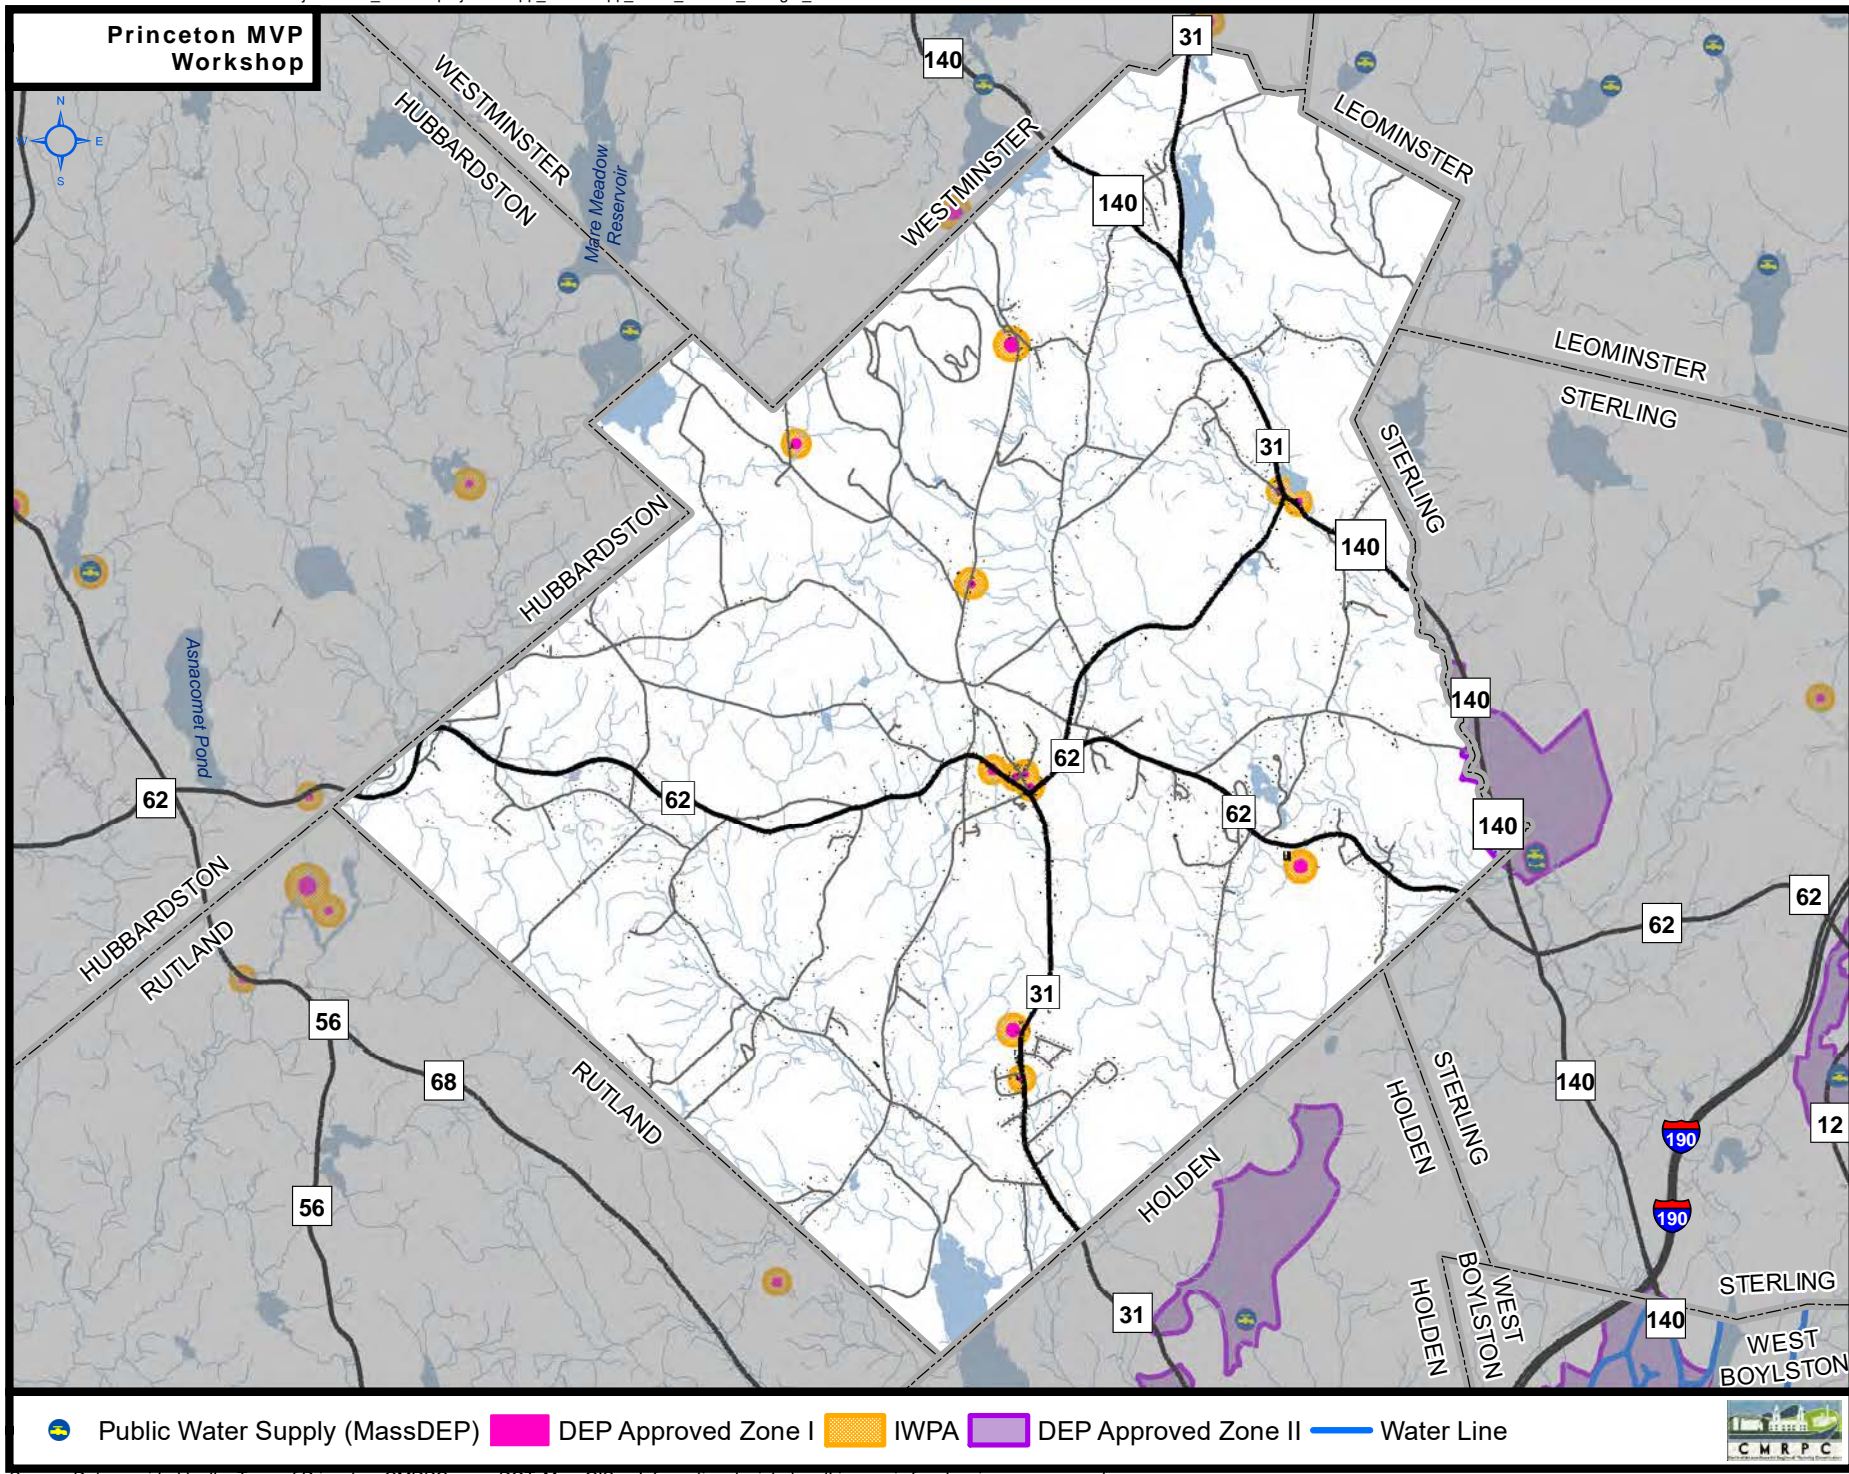 Princeton MVP
Workshop
N
W
E
S
WESTMINSTER
HUBBARDSTON
Mare Meadow
Reservoir
140
31
WESTMINSTER
LEOMINSTER
140
LEOMINSTER
STERLING
STERLING
31
HUBBARDSTON
140
Asnacomet Pond
140
62
62
62
62
140
62
62
HUBBARDSTON
RUTLAND
56
68
31
RUTLAND
STERLING
HOLDEN
140
190
12
56
HOLDEN
190
31
HOLDEN
BOYLSTON
WEST
STERLING
140
WEST
BOYLSTON
Public Water Supply (MassDEP)
DEP Approved Zone I
IWPA
DEP Approved Zone II
Water Line
CMRPC